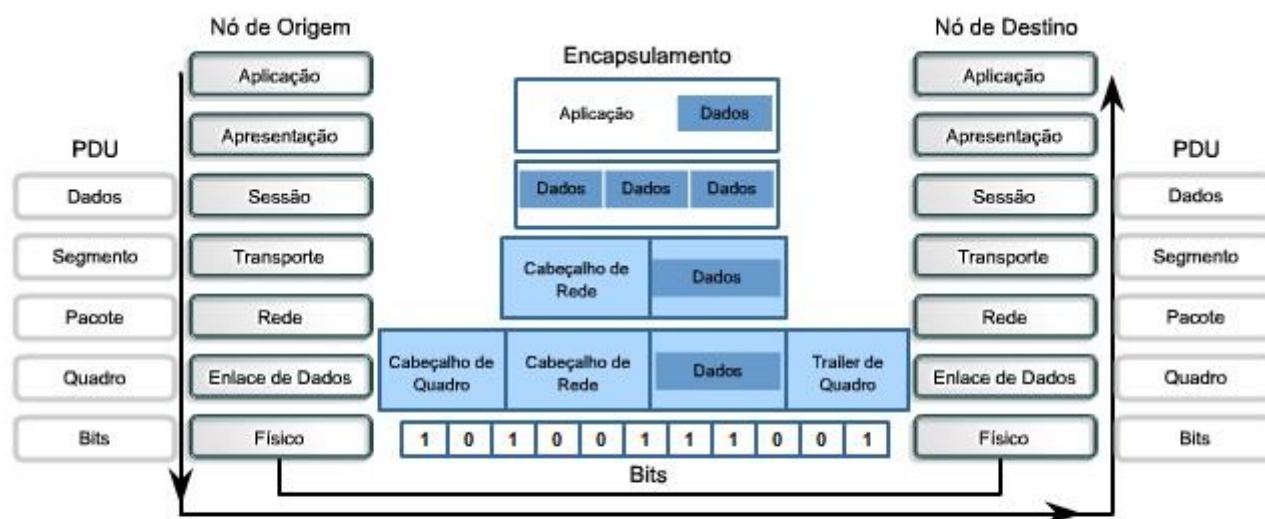 Nó de Origem
Nó de Destino
Encapsulamento
Aplicação
Aplicação
Dados
Aplicação
Apresentação
Apresentação
PDU
PDU
Dados
Sessão
Dados
Dados
Dados
Sessão
Dados
Segmento
Transporte
Cabeçalho de
Rede
Dados
Transporte
Segmento
Pacote
Rede
Rede
Pacote
Quadro
Enlace de Dados
Cabeçalho de
Quadro
Cabeçalho de
Rede
Dados
Trailer de
Quadro
Enlace de Dados
Quadro
Bits
Físico
1 0 1 0 0 1 1 1 0 0 1
Físico
Bits
Bits